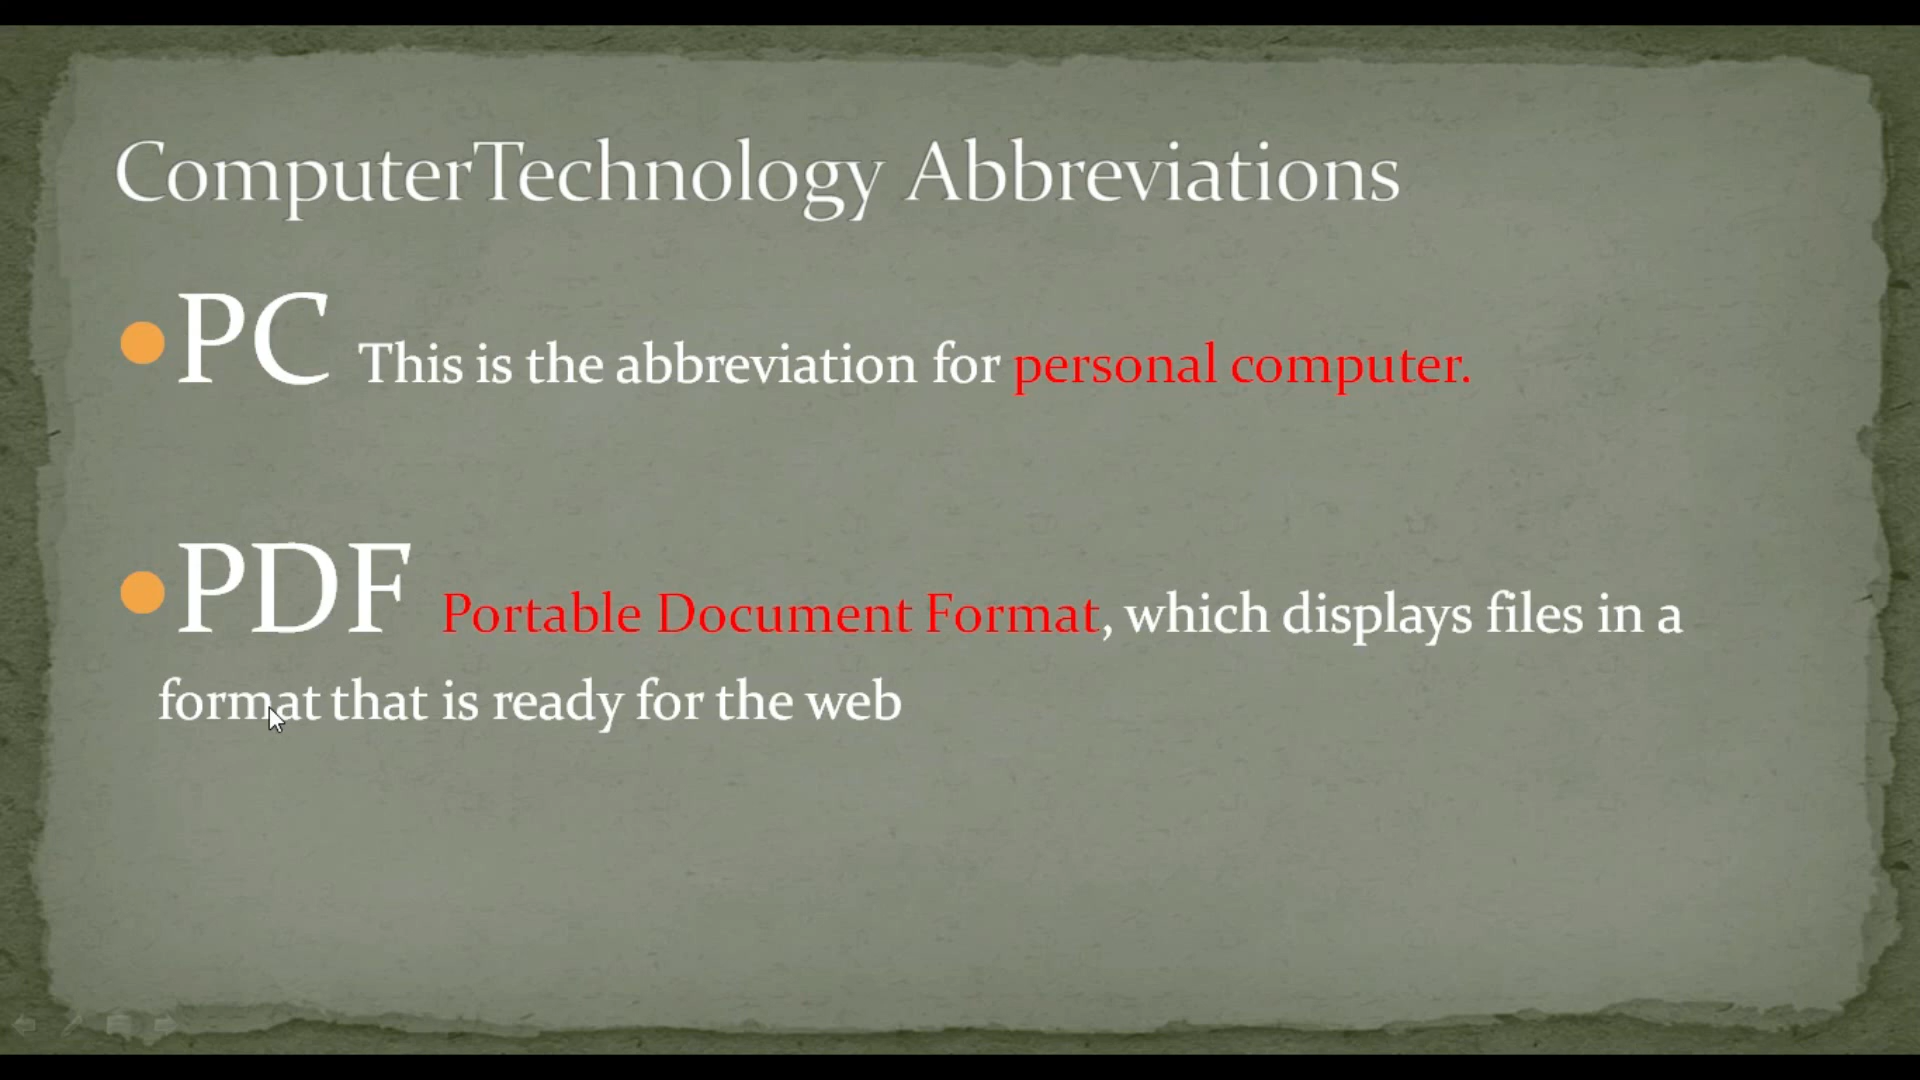 ComputerTechnology Abbreviations
PC This is the abbreviation for personal computer.
PDF Portable Document Format, which displays files in a
format that is ready for the web